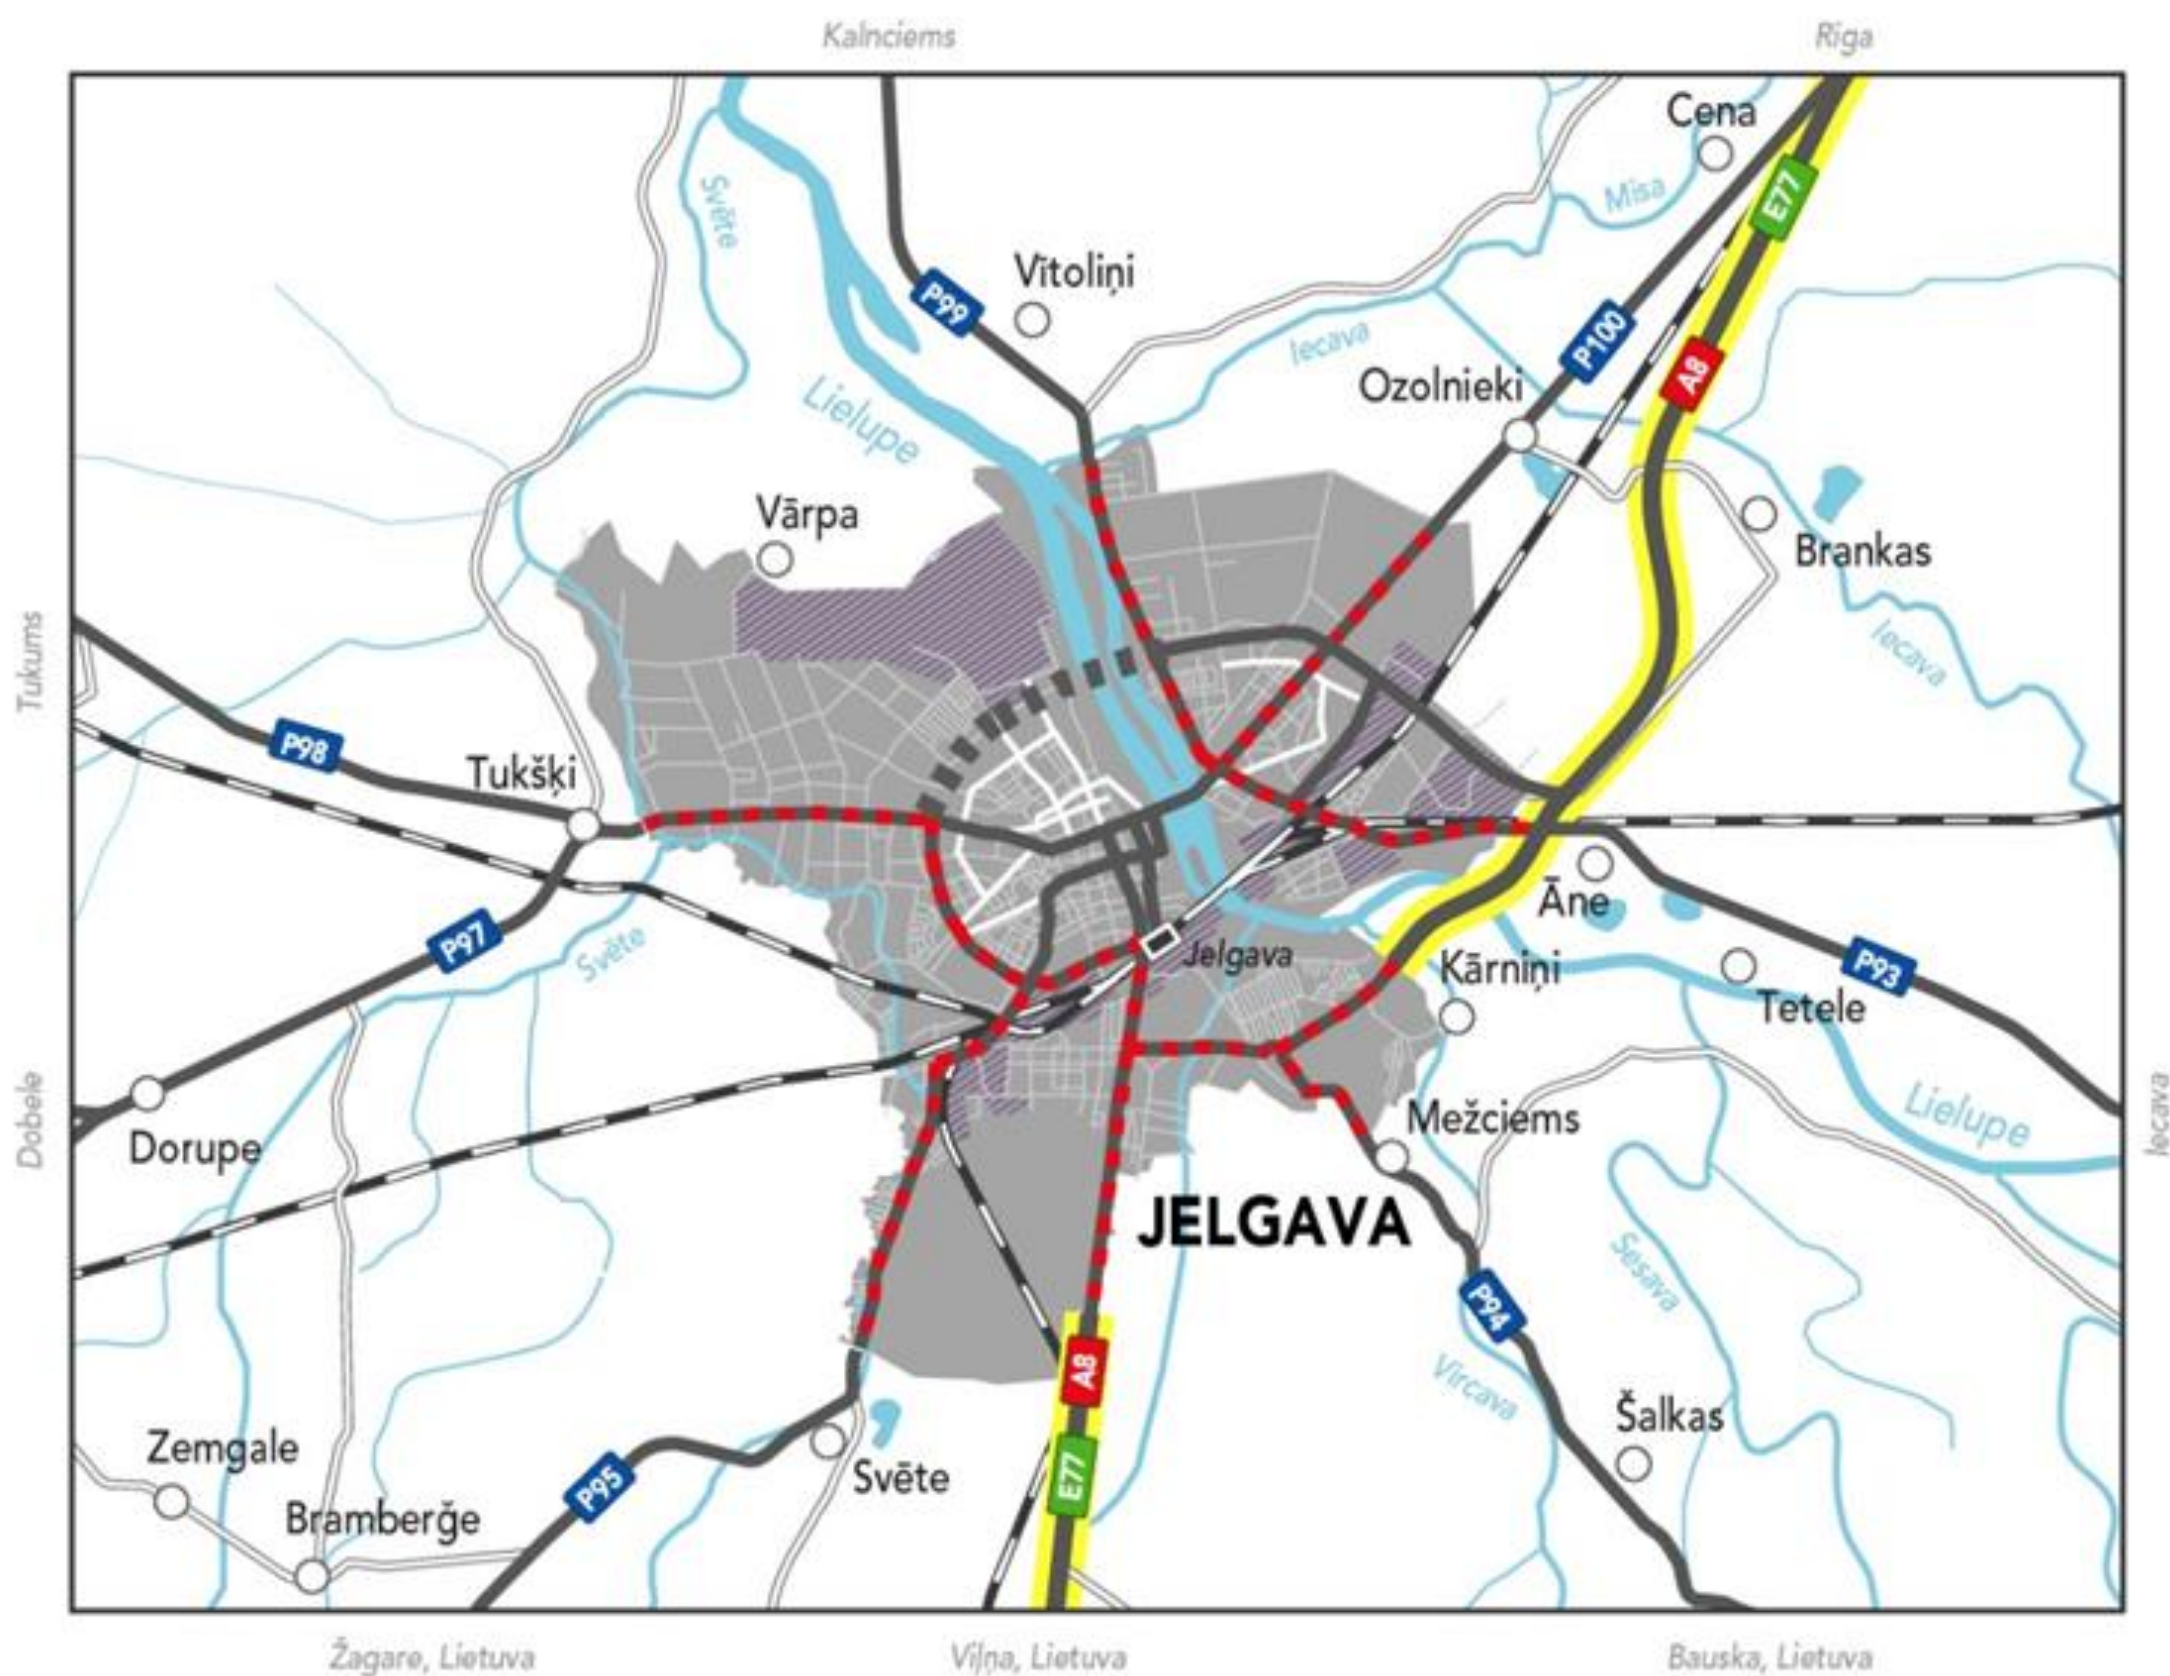 Kalnciems
Rīga
Cena
E77
Misa
Svēte
Vītoliņi
P99
P100
Iecava
A8
Ozolnieki
Lielupe
Vārpa
Brankas
Iecava
Tukums
P98
Tukšķi
Āne
P97
Svēte
Jelgava
Kārniņi
P93
Tetele
Dobele
Dorupe
Mežciems
Lielupe
Iecava
JELGAVA
Sesava
P94
A8
Vircava
Šalkas
Zemgale
Svēte
E77
P95
Bramberģe
Žagare, Lietuva
Viļņa, Lietuva
Bauska, Lietuva